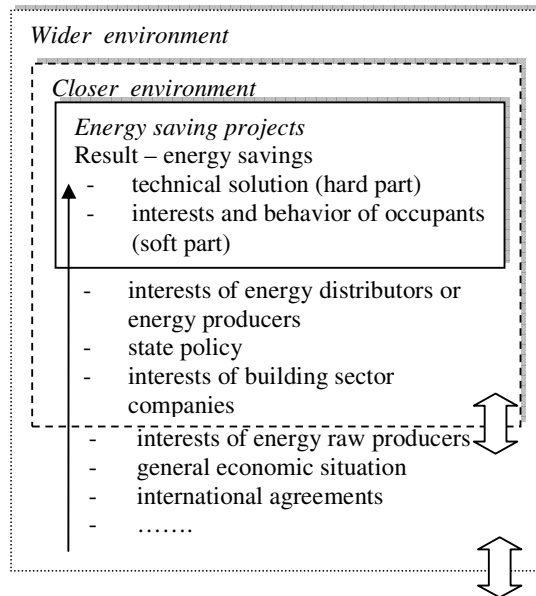 Wider environment
Closer environment
Energy saving projects
Result – energy savings
- technical solution (hard part)
- interests and behavior of occupants
(soft part)
- interests of energy distributors or
energy producers
- state policy
- interests of building sector
companies
- interests of energy raw producers
- general economic situation
- international agreements
- …….